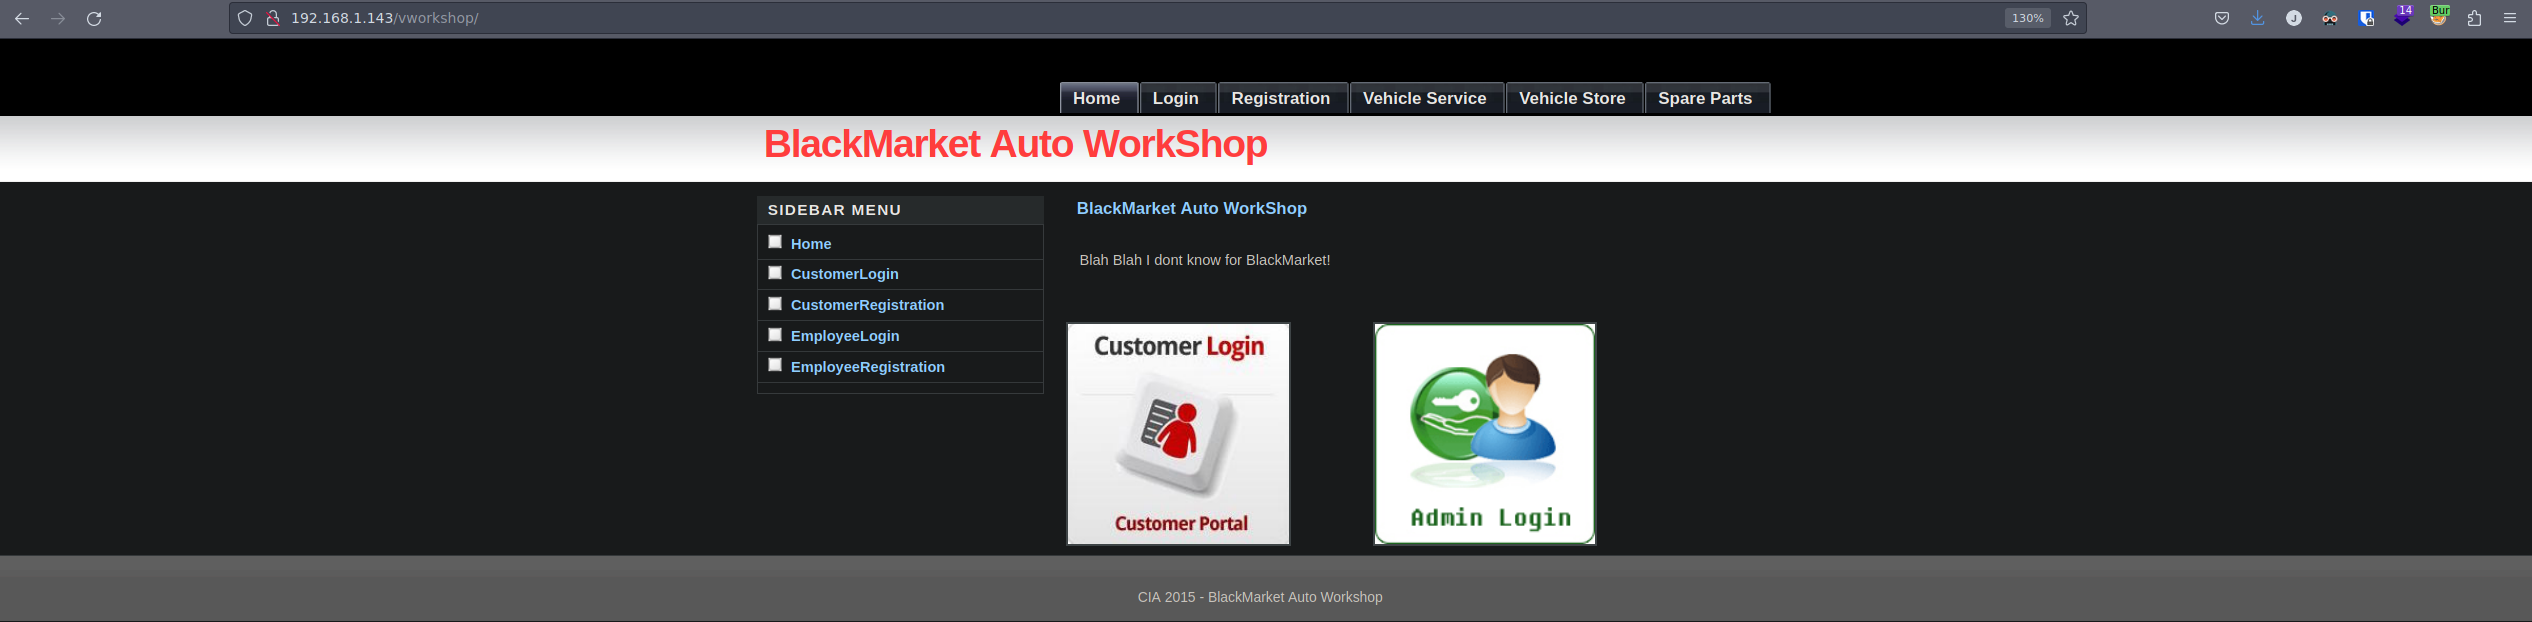 192.168.1.143/vworkshop/
130%
J
14
Bur
Home Login Registration Vehicle Service Vehicle Store Spare Parts
BlackMarket Auto WorkShop
SIDEBAR MENU
Home
CustomerLogin
CustomerRegistration
EmployeeLogin
EmployeeRegistration
BlackMarket Auto WorkShop
Blah Blah I dont know for BlackMarket!
Customer Login
Customer Portal
Admin Login
CIA 2015 - BlackMarket Auto Workshop